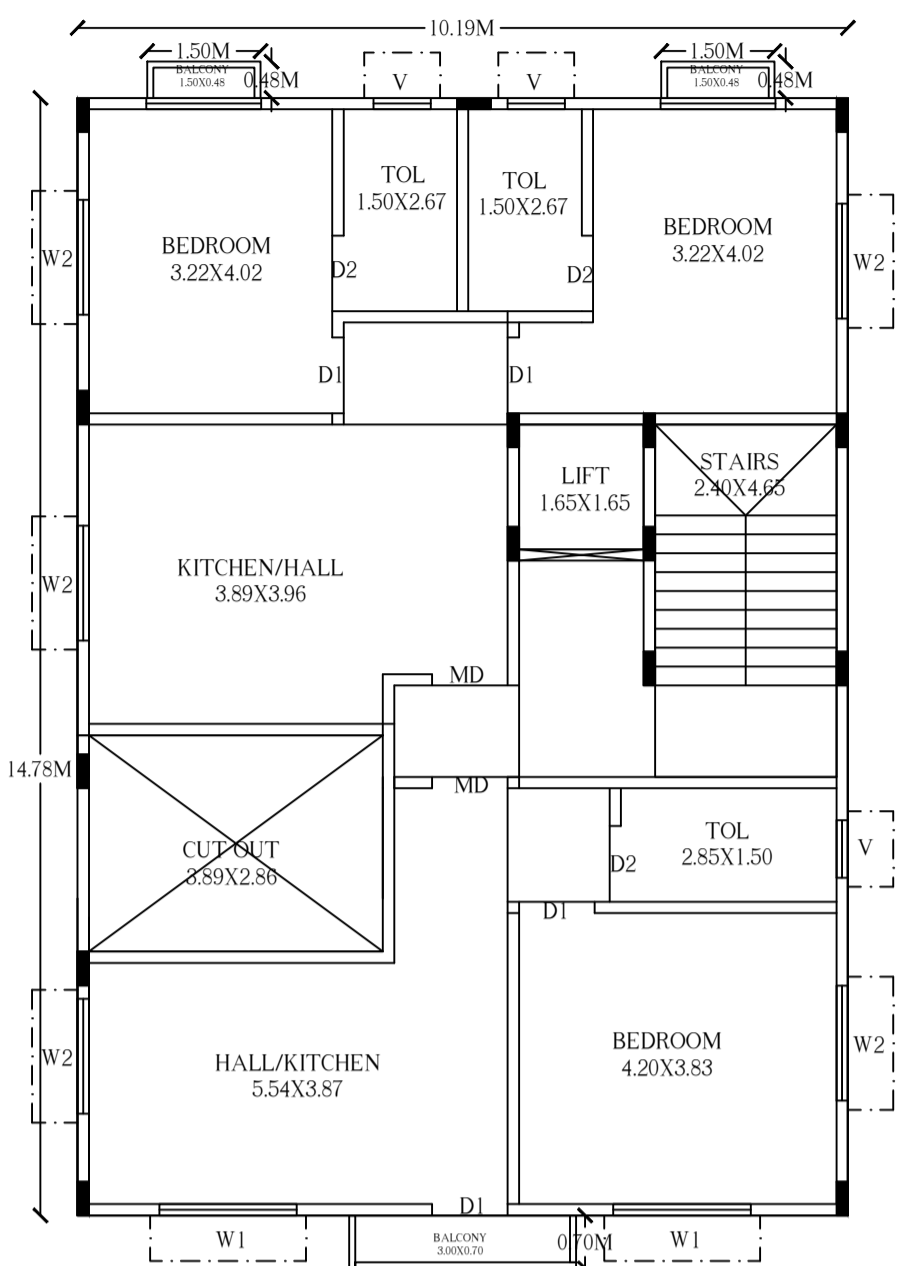 10.19M
1.50M
1.50M
BALCONY
1.50X0.48
0.48M
BALCONY
1.50X0.48
0.48M
V
V
TOL
1.50X2.67
TOL
1.50X2.67
BEDROOM
3.22X4.02
BEDROOM
3.22X4.02
W2
W2
D2
D2
D1
D1
LIFT
1.65X1.65
STAIRS
2.40X4.65
KITCHEN/HALL
3.89X3.96
W2
MD
14.78M
MD
CUT OUT
3.89X2.86
TOL
2.85X1.50
V
D2
D1
BEDROOM
4.20X3.83
W2
W2
HALL/KITCHEN
5.54X3.87
D1
W1
BALCONY
3.00X0.70
0.70M
W1